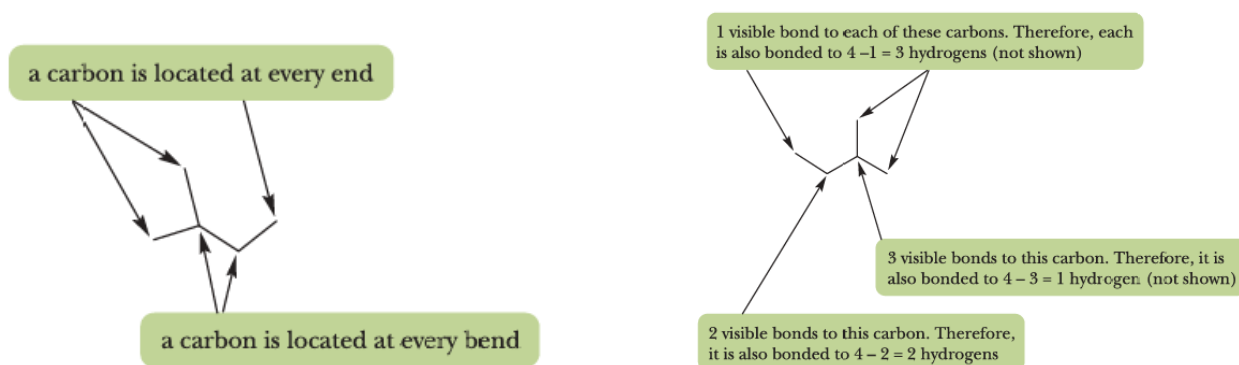 a carbon is located at every end
a carbon is located at every bend
1 visible bond to each of these carbons. Therefore, each
is also bonded to 4 –1 = 3 hydrogens (not shown)
3 visible bonds to this carbon. Therefore, it is
also bonded to 4 – 3 = 1 hydrogen (not shown)
2 visible bonds to this carbon. Therefore,
it is also bonded to 4 – 2 = 2 hydrogens